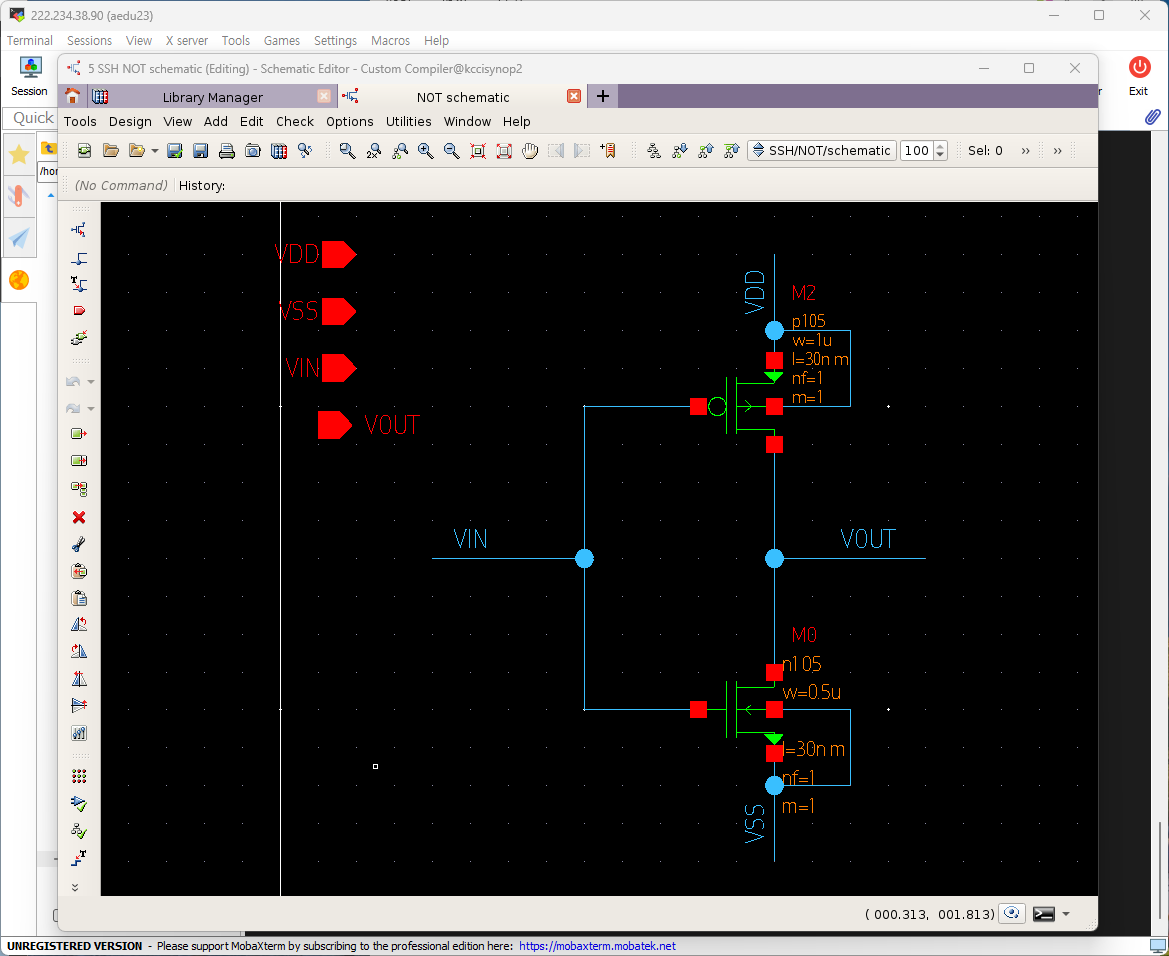 222.234.38.90 (aedu23)
Terminal Sessions View X server Tools Games Settings Macros Help
Session
Exit
Quick
/ho
5 SSH NOT schematic (Editing) - Schematic Editor - Custom Compiler@kccisynop2
Library Manager NOT schematic
Tools Design View Add Edit Check Options Utilities Window Help
SSH/NOT/schematic 100 Sel: 0 » »
(No Command) History:
VDD
VSS
VIN
VOUT
VDD
M2
p105
w=1u
l=30n m
nf=1
m=1
VIN
VOUT
M0
n105
w=0.5u
l=30n m
nf=1
m=1
VSS
( 000.313, 001.813)
UNREGISTERED VERSION - Please support MobaXterm by subscribing to the professional edition here: https://mobaxterm.mobatek.net